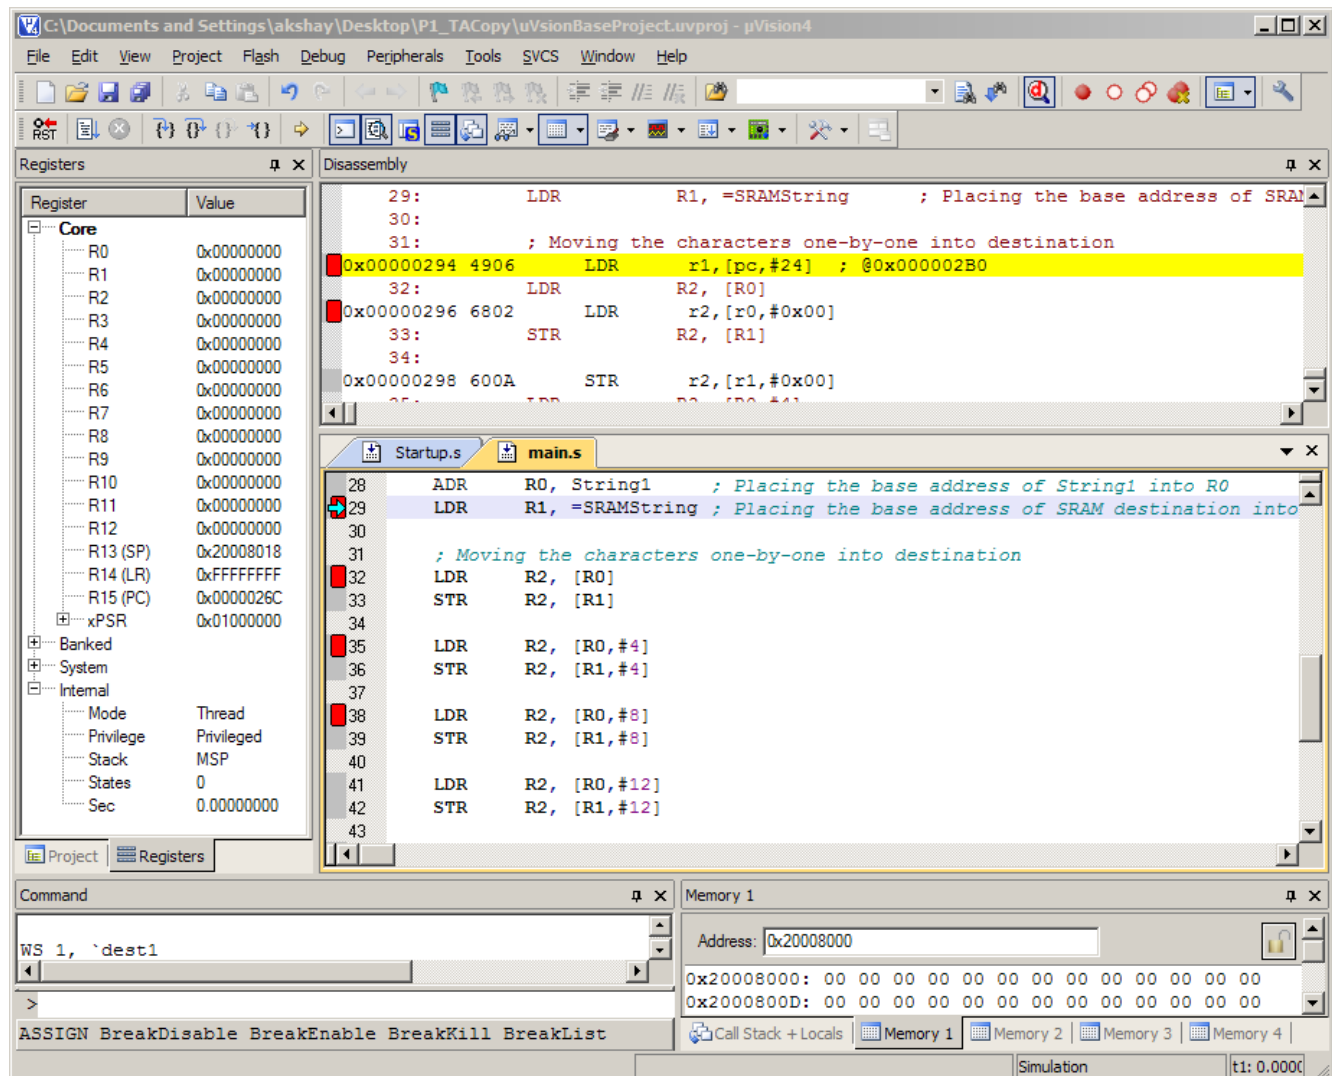 C:\Documents and Settings\akshay\Desktop\P1_TACopy\uVsionBaseProject.uvproj - µVision4
File Edit View Project Flash Debug Peripherals Tools SVCS Window Help
RST
Registers
Register Value
Core
R0 0x00000000
R1 0x00000000
R2 0x00000000
R3 0x00000000
R4 0x00000000
R5 0x00000000
R6 0x00000000
R7 0x00000000
R8 0x00000000
R9 0x00000000
R10 0x00000000
R11 0x00000000
R12 0x00000000
R13 (SP) 0x20008018
R14 (LR) 0xFFFFFFFF
R15 (PC) 0x0000026C
xPSR 0x01000000
Banked
System
Internal
Mode Thread
Privilege Privileged
Stack MSP
States 0
Sec 0.00000000
Project Registers
Disassembly
29: LDR R1, =SRAMString ; Placing the base address of SRAM
30:
31: ; Moving the characters one-by-one into destination
0x00000294 4906 LDR r1,[pc,#24] ; @0x000002B0
32: LDR R2, [R0]
0x00000296 6802 LDR r2,[r0,#0x00]
33: STR R2, [R1]
34:
0x00000298 600A STR r2,[r1,#0x00]
35: LDR R2, [R0,#4]
Startup.s main.s
28 ADR R0, String1 ; Placing the base address of String1 into R0
29 LDR R1, =SRAMString ; Placing the base address of SRAM destination into
30
31 ; Moving the characters one-by-one into destination
32 LDR R2, [R0]
33 STR R2, [R1]
34
35 LDR R2, [R0,#4]
36 STR R2, [R1,#4]
37
38 LDR R2, [R0,#8]
39 STR R2, [R1,#8]
40
41 LDR R2, [R0,#12]
42 STR R2, [R1,#12]
43
Command
WS 1, `dest1
>
ASSIGN BreakDisable BreakEnable BreakKill BreakList
Memory 1
Address: 0x20008000
0x20008000: 00 00 00 00 00 00 00 00 00 00 00 00 00
0x2000800D: 00 00 00 00 00 00 00 00 00 00 00 00 00
Call Stack + Locals Memory 1 Memory 2 Memory 3 Memory 4
Simulation t1: 0.0000